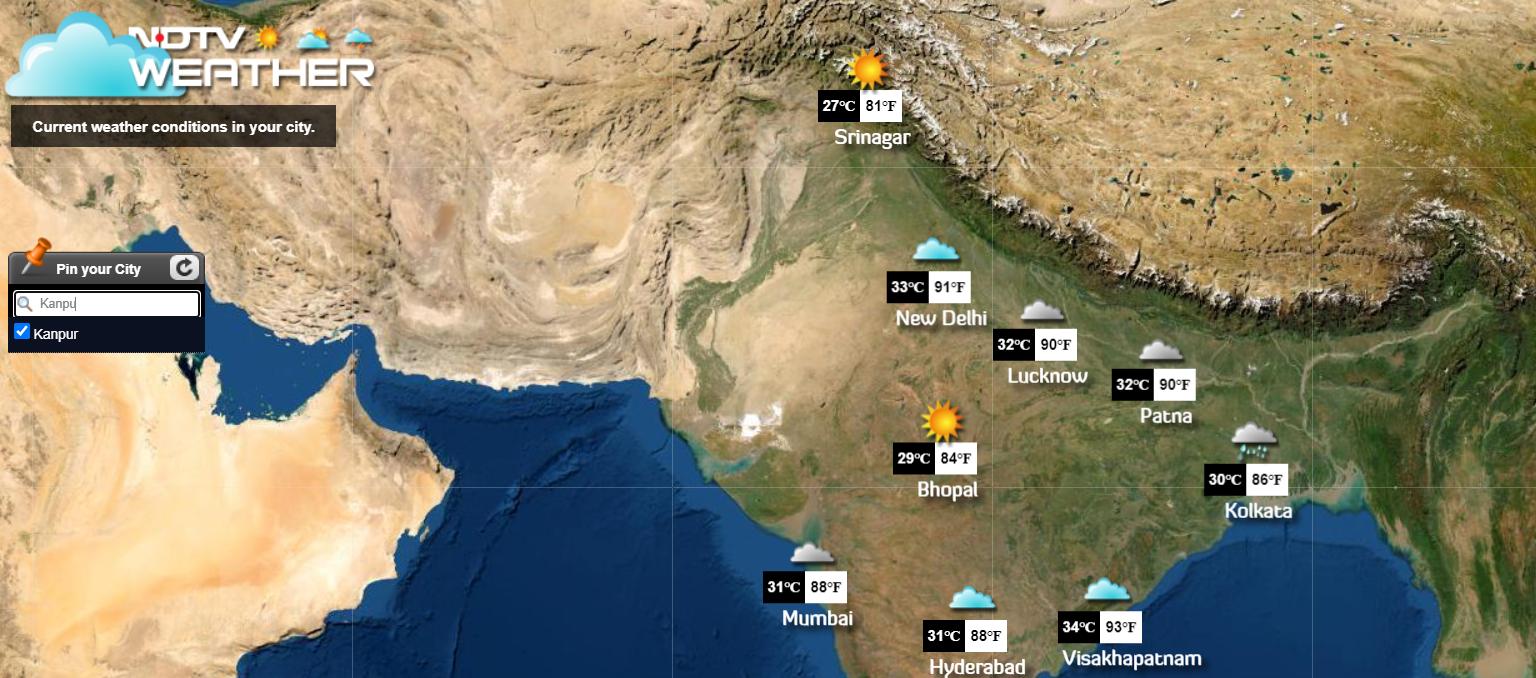 NDTV
WEATHER
Current weather conditions in your city.
27°C 81°F
Srinagar
Pin your City
Kanpu
Kanpur
33°C 91°F
New Delhi
32°C 90°F
Lucknow
32°C 90°F
Patna
29°C 84°F
Bhopal
30°C 86°F
Kolkata
31°C 88°F
Mumbai
31°C 88°F
Hyderabad
34°C 93°F
Visakhapatnam